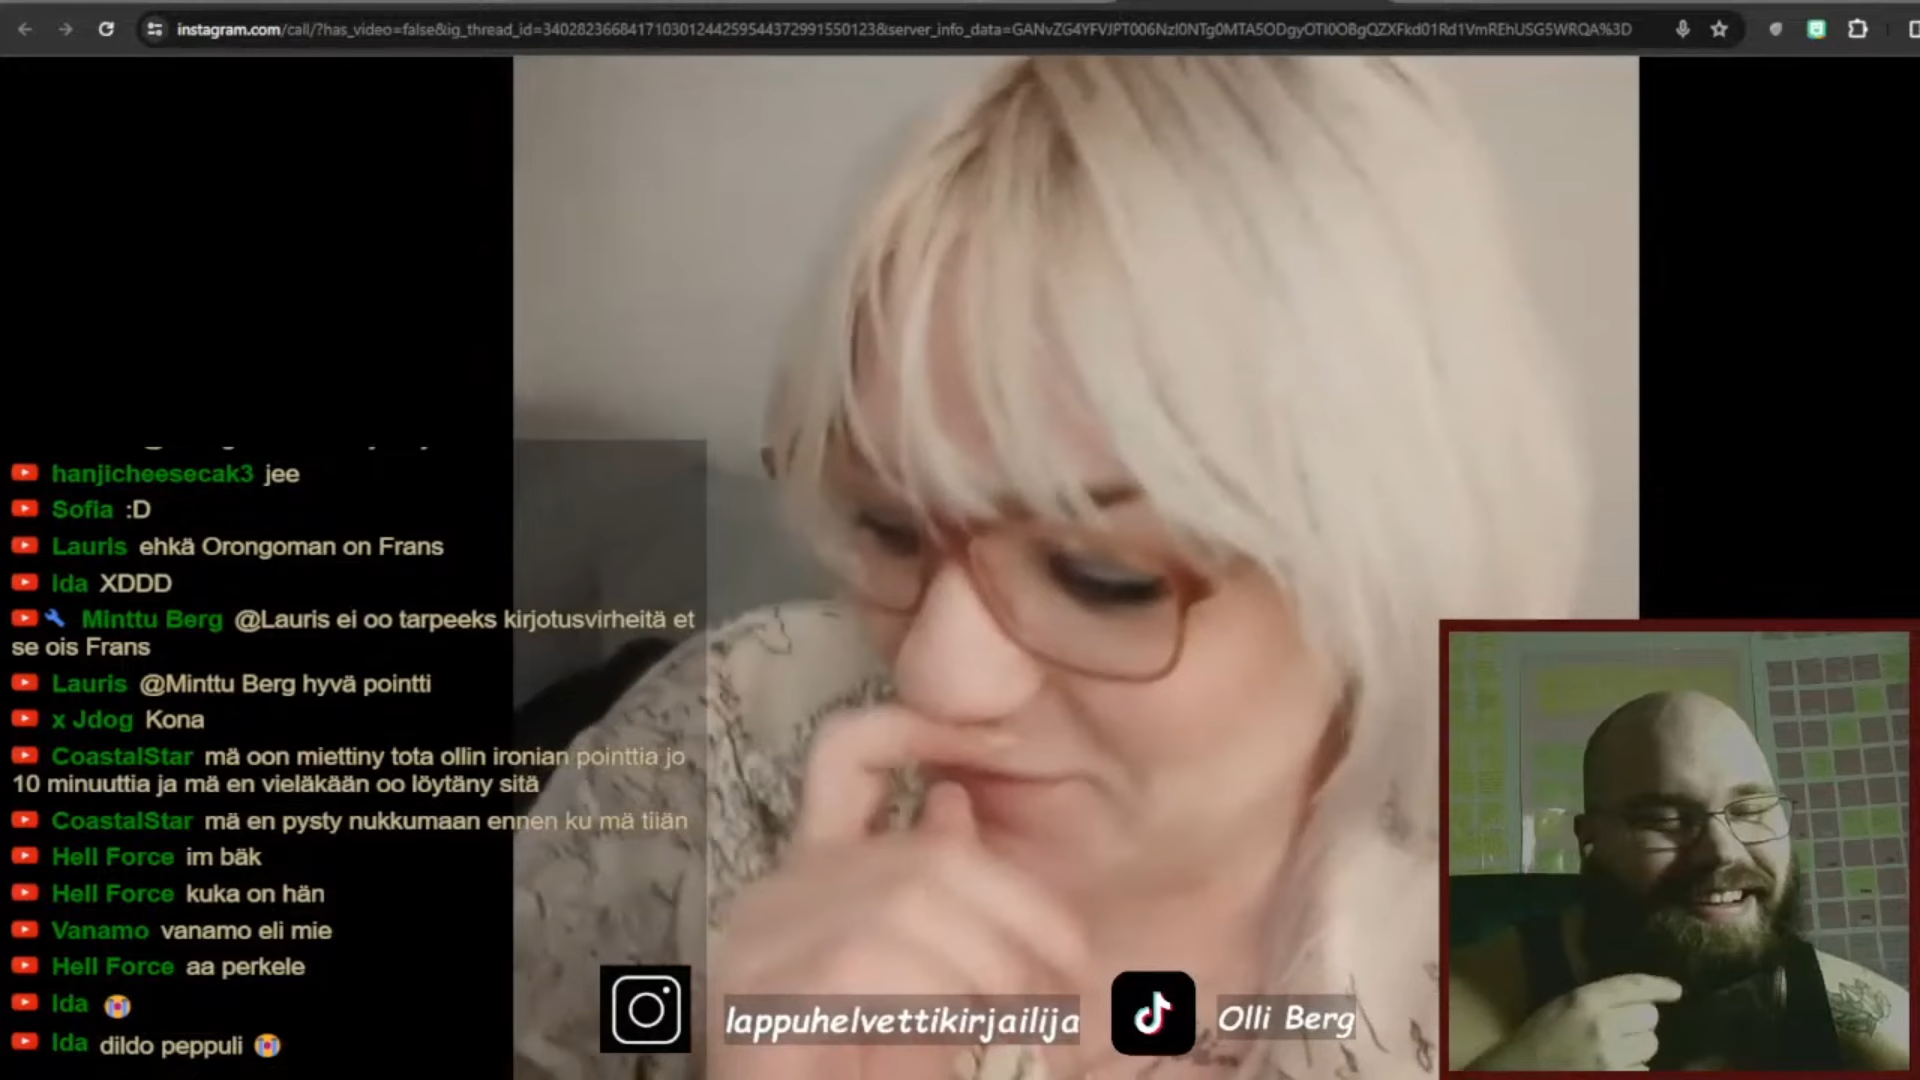 instagram.com/call/?has_video=false&ig_thread_id=340282366841710301244259544372991550123&server_info_data=GANvZG4YFVJPT006NzI0NTg0MTA5ODgyOTI0OBgQZXFkd01Rd1VmREhUSG5WRQA%3D
hanjicheesecak3 jee
Sofia :D
Lauris ehkä Orongoman on Frans
Ida XDDD
Minttu Berg @Lauris ei oo tarpeeks kirjotusvirheitä et
se ois Frans
Lauris @Minttu Berg hyvä pointti
x Jdog Kona
CoastalStar mä oon miettiny tota ollin ironian pointtia jo
10 minuuttia ja mä en vieläkään oo löytäny sitä
CoastalStar mä en pysty nukkumaan ennen ku mä tiiän
Hell Force im bäk
Hell Force kuka on hän
Vanamo vanamo eli mie
Hell Force aa perkele
Ida 😭
Ida dildo peppuli 😭
lappuhelvettikirjailija
Olli Berg